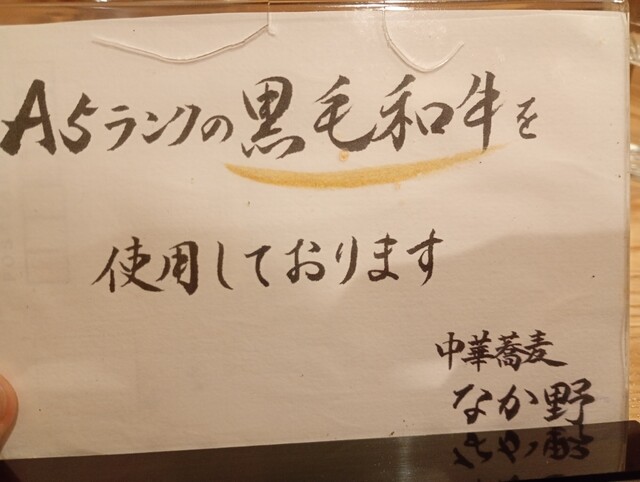 A5ランクの黒毛和牛を
使用しております
中華蕎麦
なか野